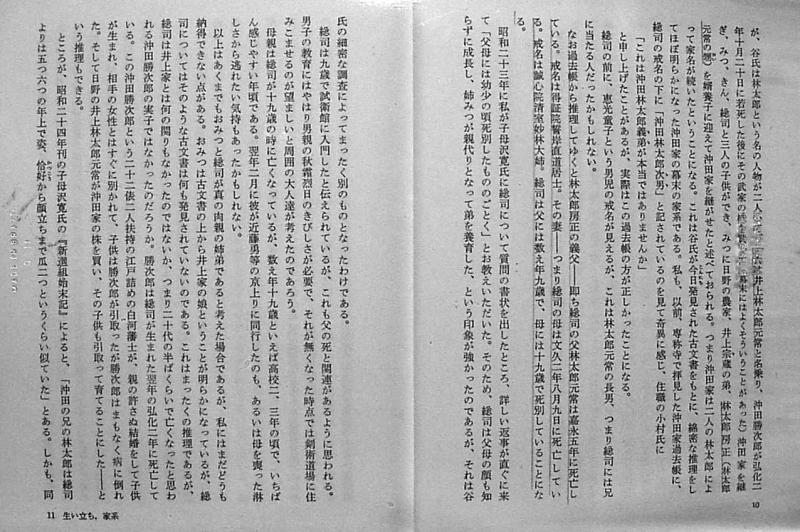 が、谷氏は林太郎という名の人物が二人
井上林太郎元常と名乗り、沖田勝次郎が弘化二
年十月二十日に若死した後にその武家の株を
幕末にはよくそういうことがあった)沖田家を継
ぎ、みつ、きん、総司と三人の子供ができ、みつに日野の農家、井上宗蔵の弟、林太郎房正(林太郎
元常の甥)を婿養子に迎えて沖田家を継がせたと述べておられる。つまり沖田家は二人の林太郎によ
って家名が続いたということになる。これは谷氏が今日発見された古文書をもとに、綿密な推理をし
てほぼ明らかになった沖田家の幕末の家系である。私も、以前、専称寺で拝見した沖田家過去帳に、
総司の戒名の下に「沖田林太郎次男」と記されているのを見て奇異に感じ、住職の小村氏に
「これは沖田林太郎義弟が本当ではありませんか」
と申し上げたことがあるが、実際はこの過去帳の方が正しかったことになる。
総司の前に、恵光童子という男児の戒名が見えるが、これは林太郎元常の長男、つまり総司には兄
に当たる人だったかもしれない。
なお過去帳から推理してゆくと林太郎房正の義父――即ち総司の父林太郎元常は嘉永五年に死亡し
ている。戒名は得証院誓岸直道居士。その妻――つまり総司の母は文久二年八月九日に死亡してい
る。戒名は誠心院清室妙林大姉。総司は父には数え年九歳で、母には十九歳で死別していることにな
る。
昭和二十三年に私が子母沢寛氏に総司について質問の書状を出したところ、詳しい返事が直ぐに来
て「父母には幼少の頃死別したもののごとく」とお教えいただいた。そのため、総司は父母の顔も知
らずに成長し、姉みつが親代りとなって弟を養育した、という印象が強かったのであるが、それは谷
10
氏の細密な調査によってまったく別のものとなったわけである。
総司は九歳で試衛館に入門したと伝えられているが、これも父の死と関連があるように思われる。
男子の教育にはやはり男親の秋霜烈日のきびしさが必要で、それが無くなった時点では剣術道場に住
みこませるのが望ましいと周囲の大人達が考えたのであろう。
母親は総司が十九歳の時に亡くなっているが、数え年十九歳といえば高校二、三年の頃で、いちば
ん感じやすい年頃である。翌年二月に彼が近藤勇等の京上りに同行したのも、あるいは母を喪った淋
しさから逃れたい気持もあったかもしれない。
以上はあくまでもおみつと総司が真の肉親の姉弟であると考えた場合であるが、私にはまだどうも
納得できない点がある。おみつは古文書の上から井上家の娘ということが明らかになっているが、総
司についてはそのような古文書は何も発見されていないのである。これはまったくの推理であるが、
総司は井上家とは何の関りもなかったのではないか、つまり二十代の半ばくらいで亡くなったと思わ
れる沖田勝次郎の実子ではなかったのだろうか。勝次郎は総司が生まれた翌年の弘化二年に死亡して
いる。この沖田勝次郎という二十二俵二人扶持の江戸詰めの白河藩士が、親の許さぬ結婚をして子供
が生まれ、相手の女性とはすぐに別かれて、子供は勝次郎が引取ったが勝次郎はまもなく病に倒れ
た。そして日野の井上林太郎元常が沖田家の株を買い、その子供も引取って育てることにした――と
いう推理もできる。
ところが、昭和二十四年刊の子母沢寛氏の『新選組始末記』によると、「沖田の兄の林太郎は総司
よりは五つ六つの年上で姿、恰好から顔立ちまで瓜二つというくらい似ていた」とある。しかも、同
11 生い立ち、家系